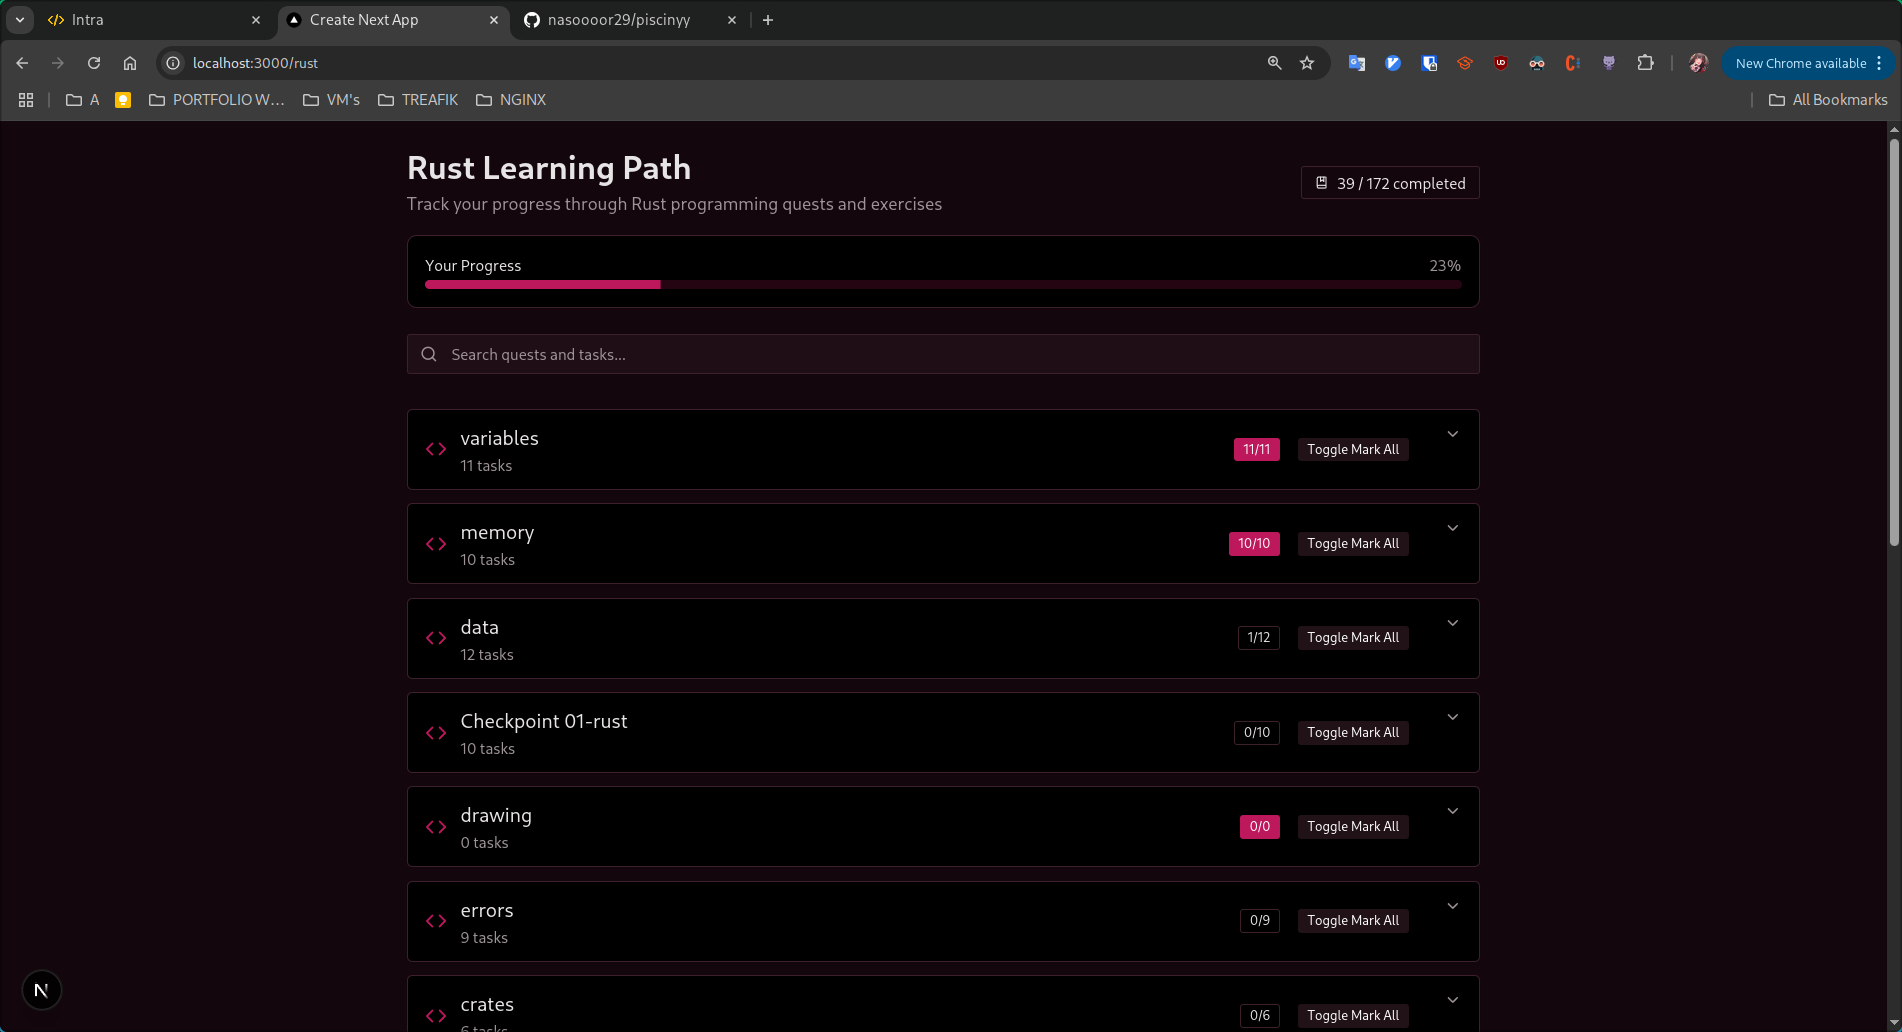 Intra
Create Next App
nasoooor29/piscinyy
localhost:3000/rust
New Chrome available
A
PORTFOLIO W...
VM's
TREAFIK
NGINX
All Bookmarks
Rust Learning Path
Track your progress through Rust programming quests and exercises
39 / 172 completed
Your Progress
23%
Search quests and tasks...
variables
11 tasks
11/11
Toggle Mark All
memory
10 tasks
10/10
Toggle Mark All
data
12 tasks
1/12
Toggle Mark All
Checkpoint 01-rust
10 tasks
0/10
Toggle Mark All
drawing
0 tasks
0/0
Toggle Mark All
errors
9 tasks
0/9
Toggle Mark All
N
crates
6 tasks
0/6
Toggle Mark All